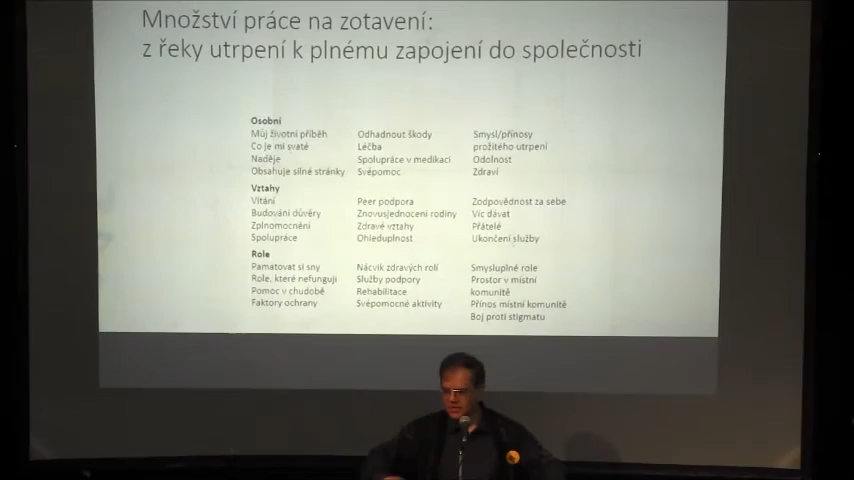 Množství práce na zotavení:
z řeky utrpení k plnému zapojení do společnosti
Osobní
Můj životní příběh
Co je mi svaté
Naděje
Obsahuje silné stránky
Odhadnout škody
Léčba
Spolupráce v medikaci
Svépomoc
Smysl/přínosy
prožitého utrpení
Odolnost
Zdraví
Vztahy
Vítání
Budování důvěry
Zplnomocnění
Spolupráce
Peer podpora
Znovusjednocení rodiny
Zdravé vztahy
Ohleduplnost
Zodpovědnost za sebe
Víc dávat
Přátelé
Ukončení služby
Role
Pamatovat si sny
Role, které nefungují
Pomoc v chudobě
Faktory ochrany
Nácvik zdravých rolí
Služby podpory
Rehabilitace
Svépomocné aktivity
Smysluplné role
Prostor v místní
komunitě
Přínos místní komunitě
Boj proti stigmatu